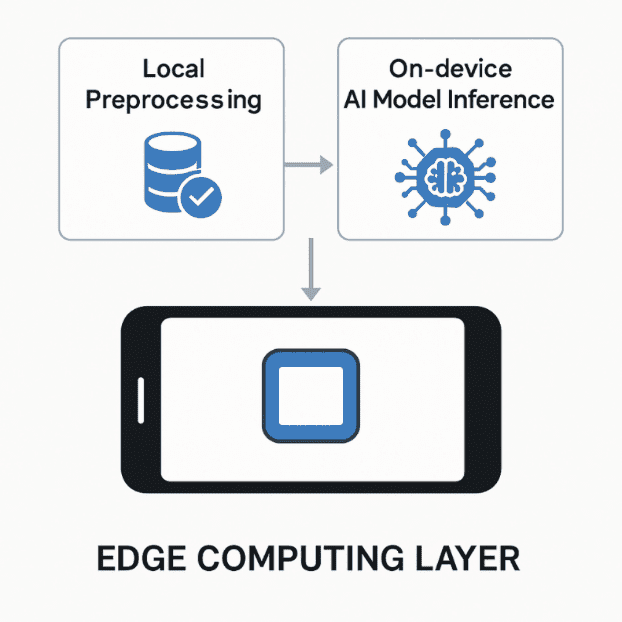 Local
Preprocessing
On-device
AI Model Inference
EDGE COMPUTING LAYER